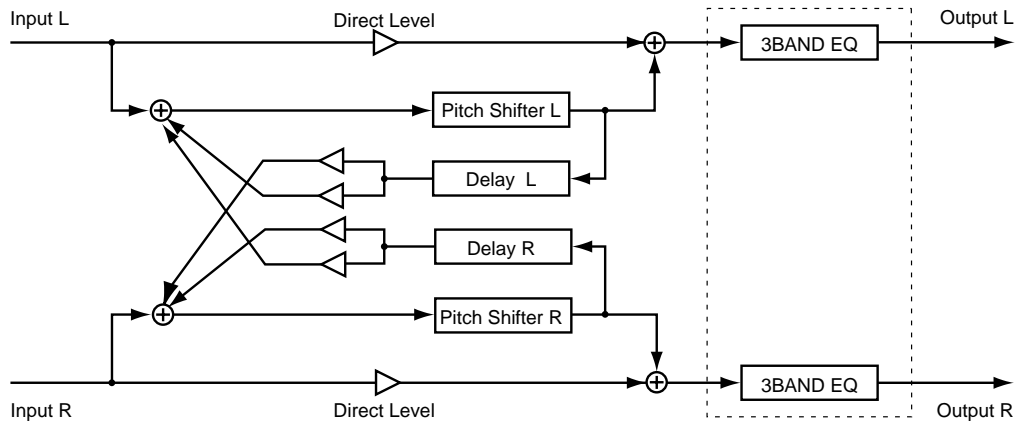 Input L
Direct Level
Output L
3BAND EQ
Pitch Shifter L
Delay L
Delay R
Pitch Shifter R
3BAND EQ
Input R
Direct Level
Output R